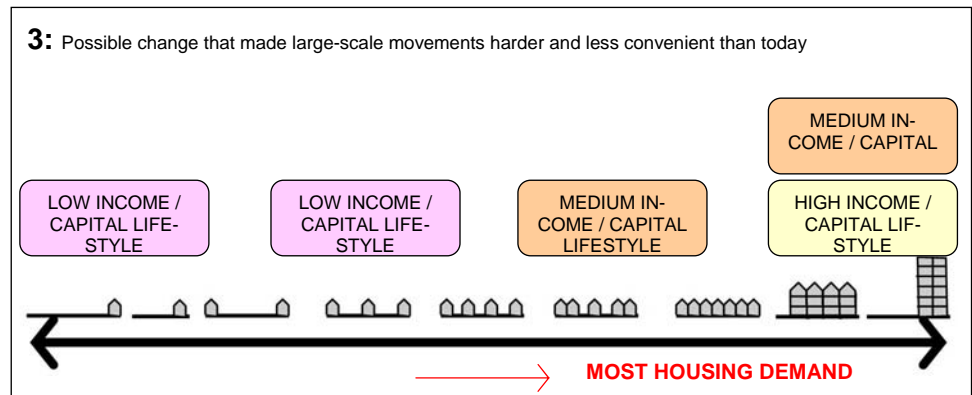 3: Possible change that made large-scale movements harder and less convenient than today
MEDIUM IN-
COME / CAPITAL
LOW INCOME /
CAPITAL LIFE-
STYLE
LOW INCOME /
CAPITAL LIFE-
STYLE
MEDIUM IN-
COME / CAPITAL
LIFESTYLE
HIGH INCOME /
CAPITAL LIF-
STYLE
MOST HOUSING DEMAND